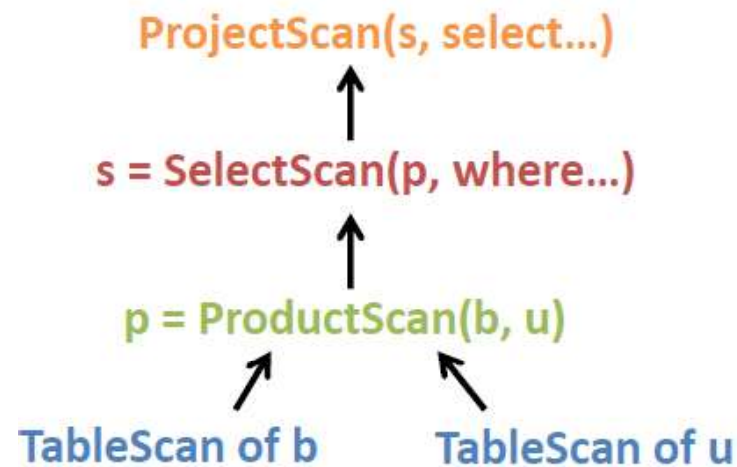 ProjectScan(s, select...)
s = SelectScan(p, where...)
p = ProductScan(b, u)
TableScan of b
TableScan of u